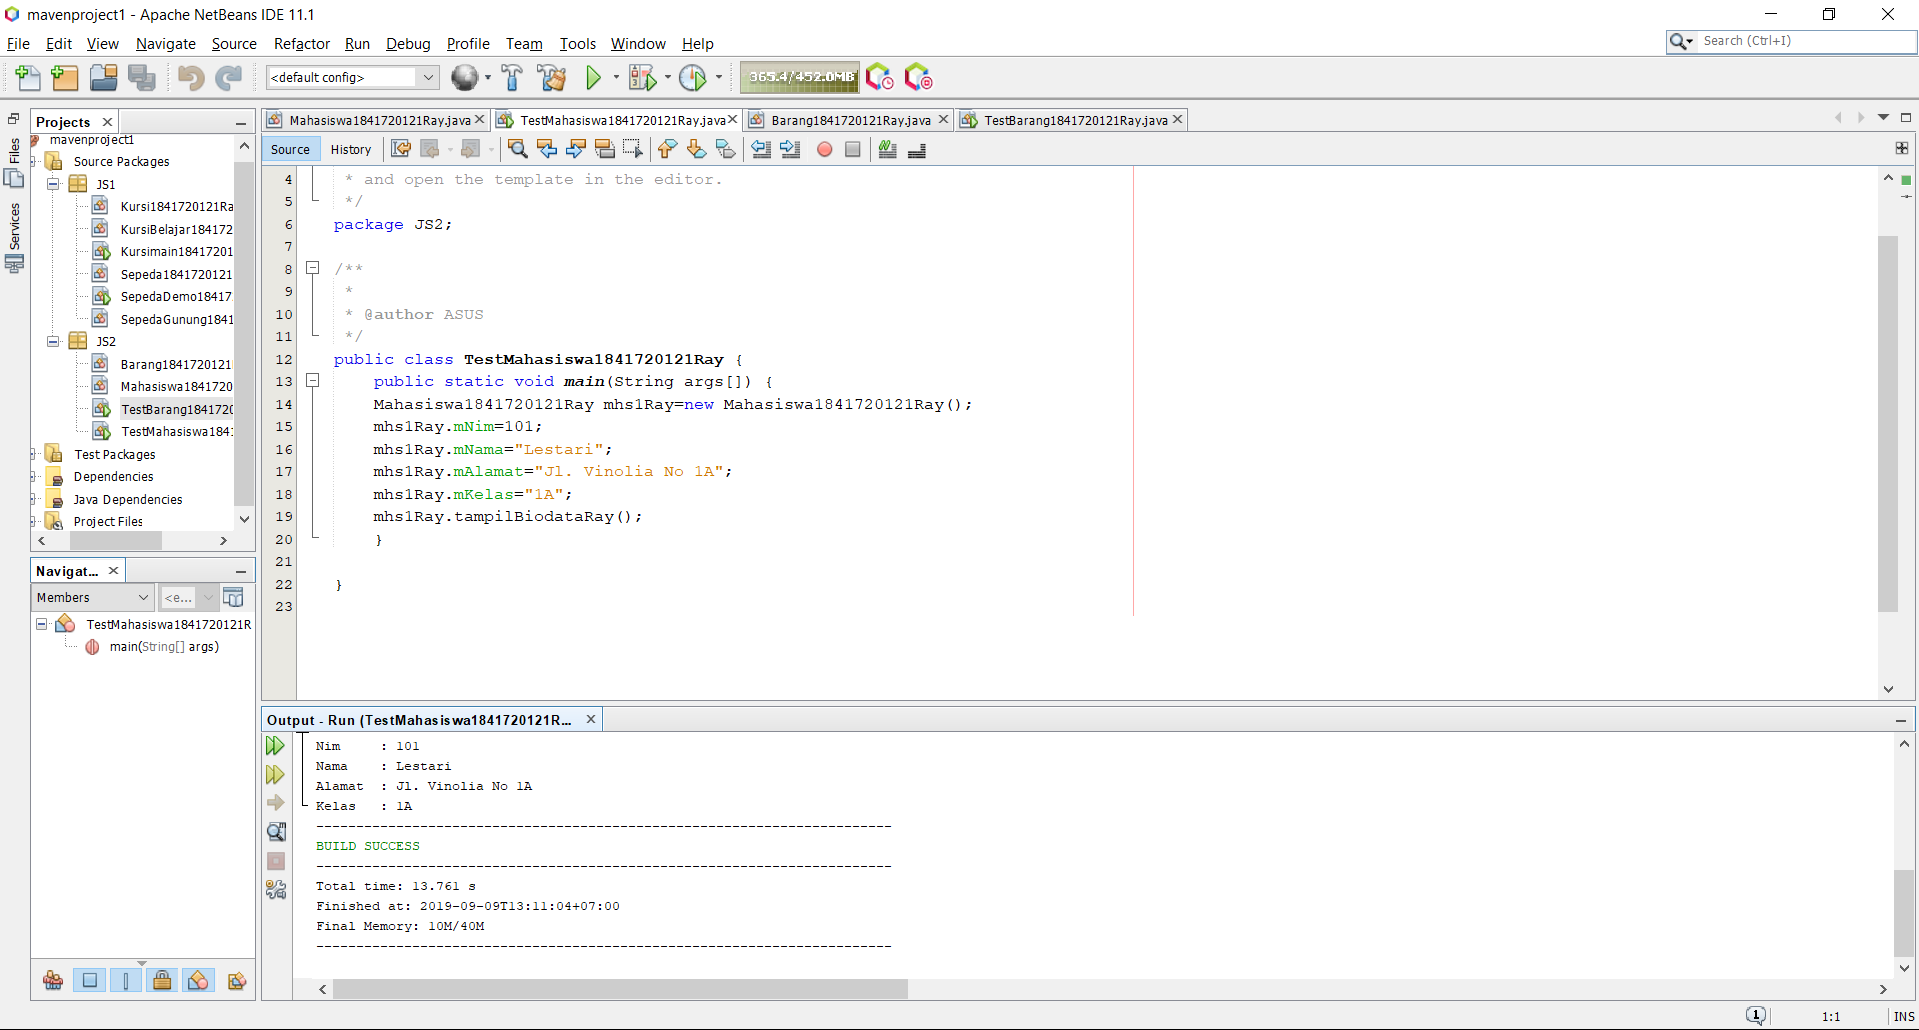 mavenproject1 - Apache NetBeans IDE 11.1
File Edit View Navigate Source Refactor Run Debug Profile Team Tools Window Help
Search (Ctrl+I)
<default config>
365.4/452.0MB
Files
Services
Projects
mavenproject1
Source Packages
JS1
Kursi1841720121Ra
KursiBelajar184172
Kursimain18417201
Sepeda1841720121
SepedaDemo18417
SepedaGunung1841
JS2
Barang1841720121
Mahasiswa1841720
TestBarang1841720
TestMahasiswa184
Test Packages
Dependencies
Java Dependencies
Project Files
Navigat...
Members
<e...
TestMahasiswa1841720121R
main(String[] args)
Mahasiswa1841720121Ray.java
TestMahasiswa1841720121Ray.java
Barang1841720121Ray.java
TestBarang1841720121Ray.java
Source History
4 * and open the template in the editor.
5 */
6 package JS2;
7
8 /**
9 *
10 * @author ASUS
11 */
12 public class TestMahasiswa1841720121Ray {
13 public static void main(String args[]) {
14 Mahasiswa1841720121Ray mhs1Ray=new Mahasiswa1841720121Ray();
15 mhs1Ray.mNim=101;
16 mhs1Ray.mNama="Lestari";
17 mhs1Ray.mAlamat="Jl. Vinolia No 1A";
18 mhs1Ray.mKelas="1A";
19 mhs1Ray.tampilBiodataRay();
20 }
21
22 }
23
Output - Run (TestMahasiswa1841720121R...
Nim : 101
Nama : Lestari
Alamat : Jl. Vinolia No 1A
Kelas : 1A
------------------------------------------------------------------------
BUILD SUCCESS
------------------------------------------------------------------------
Total time: 13.761 s
Finished at: 2019-09-09T13:11:04+07:00
Final Memory: 10M/40M
------------------------------------------------------------------------
1
1:1
INS